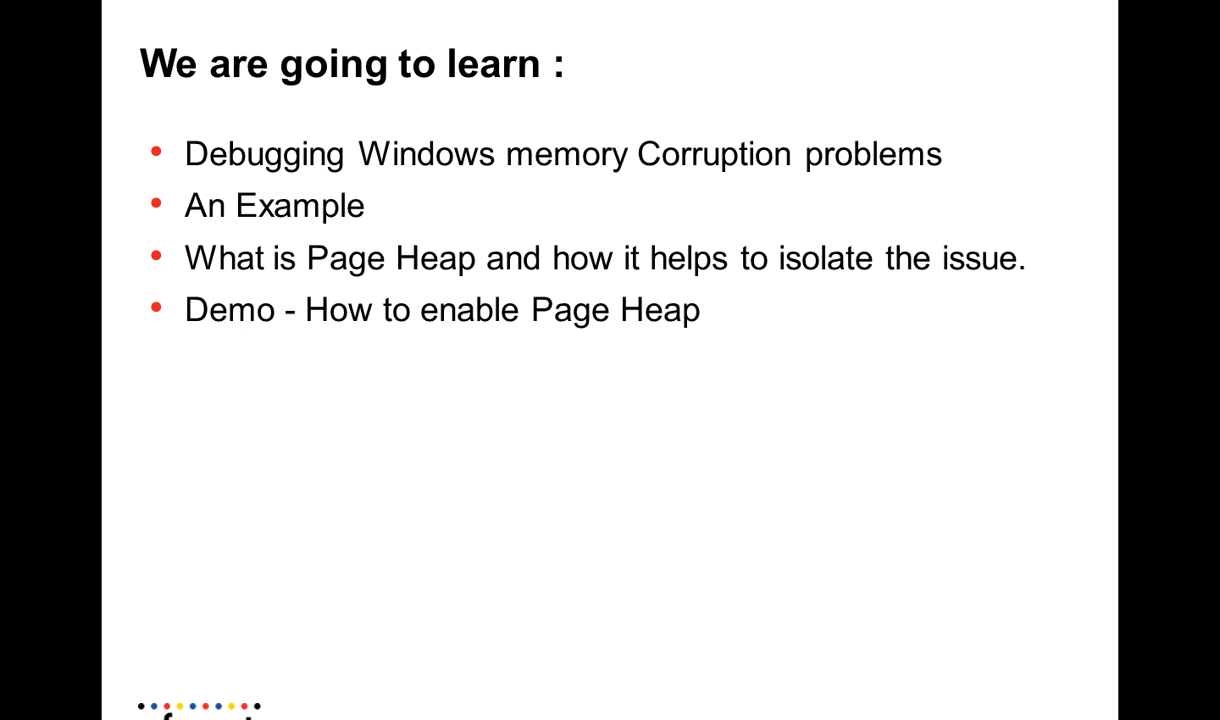 We are going to learn :
• Debugging Windows memory Corruption problems
• An Example
• What is Page Heap and how it helps to isolate the issue.
• Demo - How to enable Page Heap